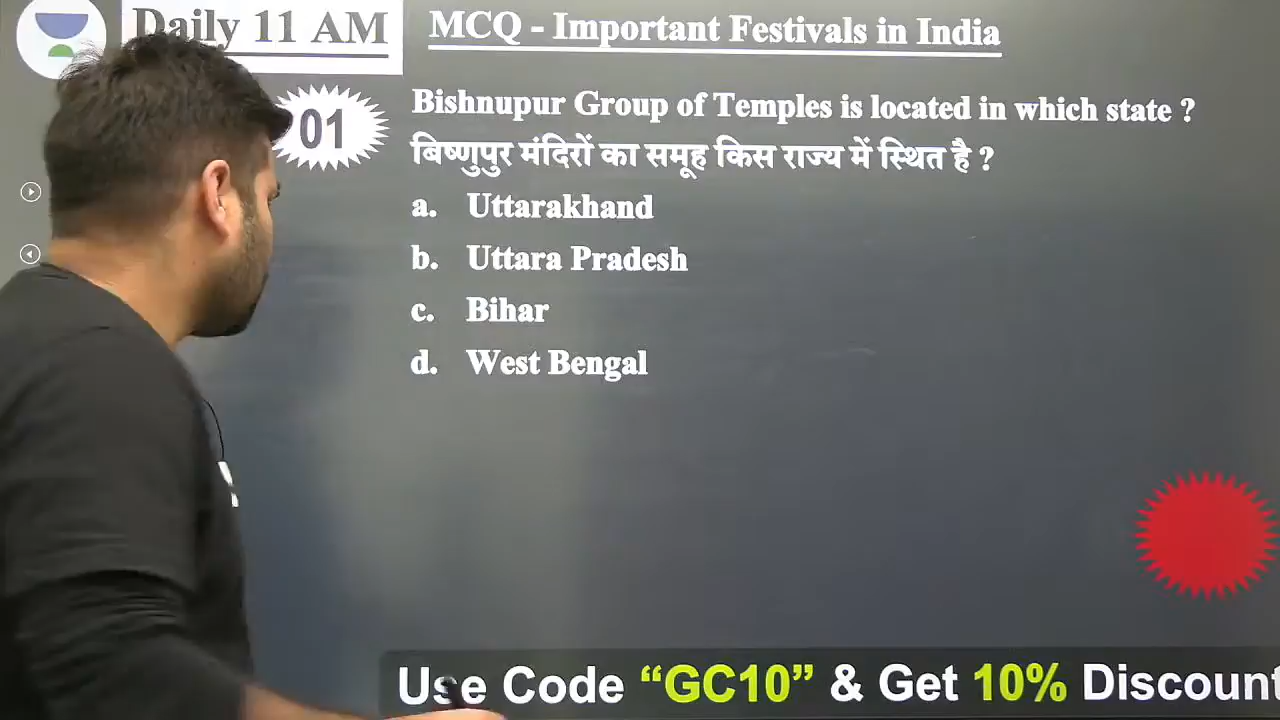 Daily 11 AM
MCQ - Important Festivals in India
01
Bishnupur Group of Temples is located in which state ?
बिष्णुपुर मंदिरों का समूह किस राज्य में स्थित है ?
a. Uttarakhand
b. Uttara Pradesh
c. Bihar
d. West Bengal
Use Code “GC10” & Get 10% Discount